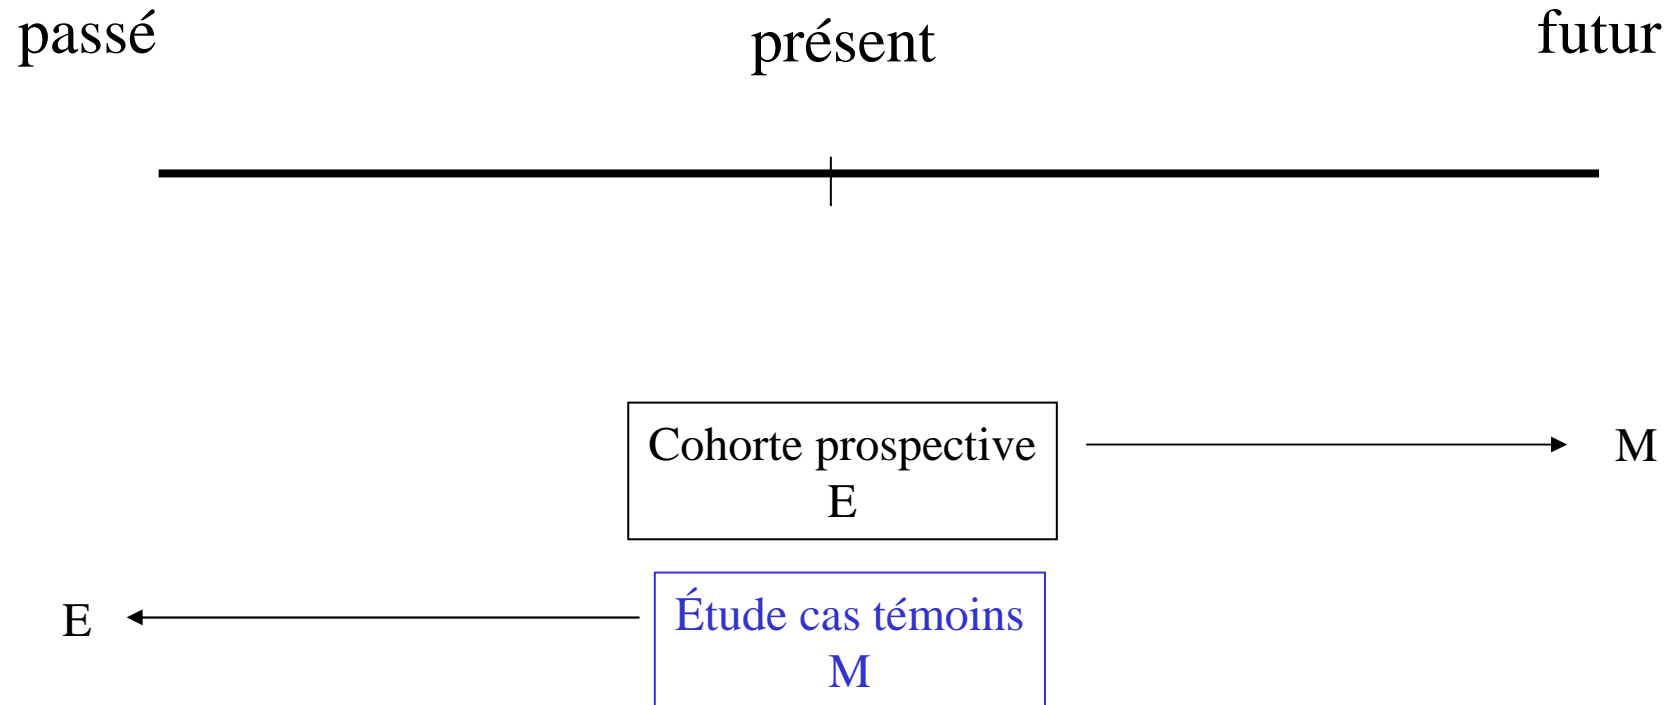 passé
présent
futur
Cohorte prospective
E
M
E
Étude cas témoins
M